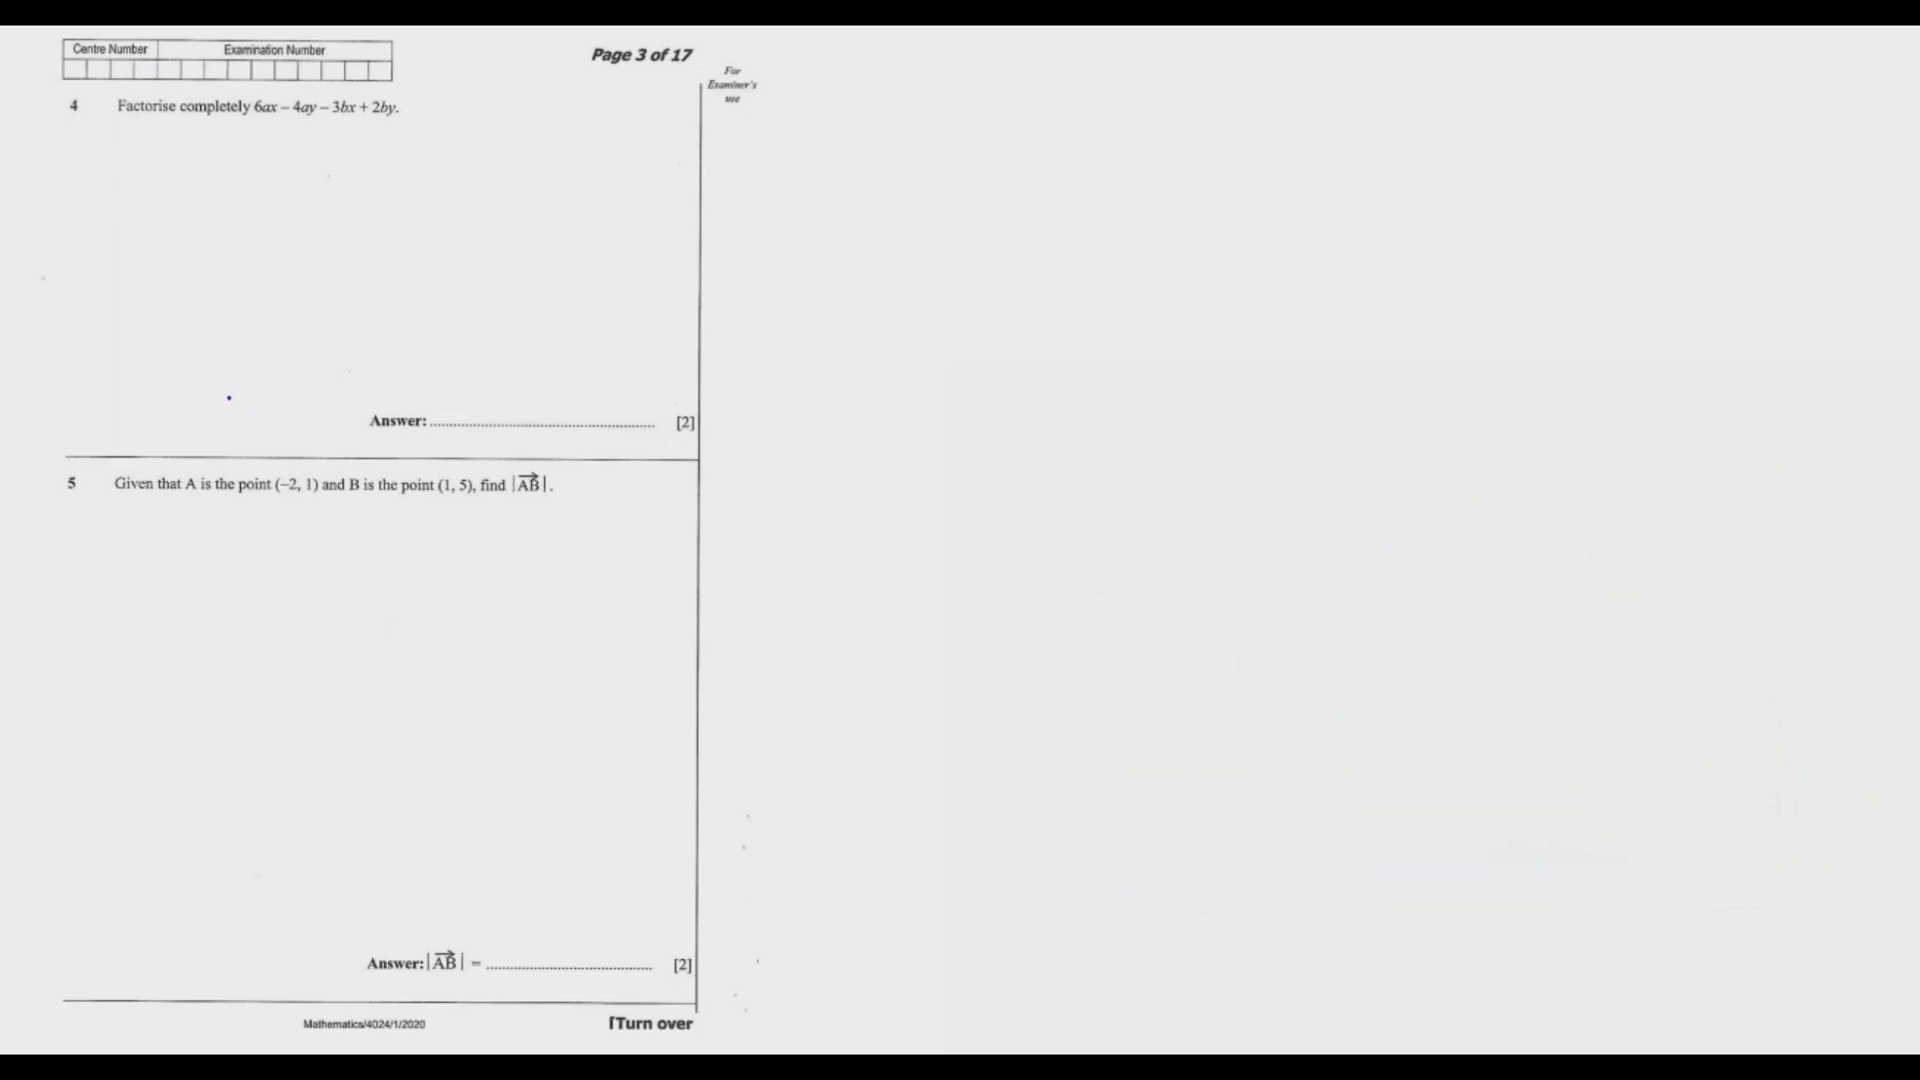 Centre Number Examination Number
Page 3 of 17
For
Examiner's
use
4 Factorise completely 6ax – 4ay – 3bx + 2by.
Answer: ........................................................ [2]
5 Given that A is the point (–2, 1) and B is the point (1, 5), find |AB|.
Answer: |AB| = .......................................... [2]
Mathematics/4024/1/2020
[Turn over